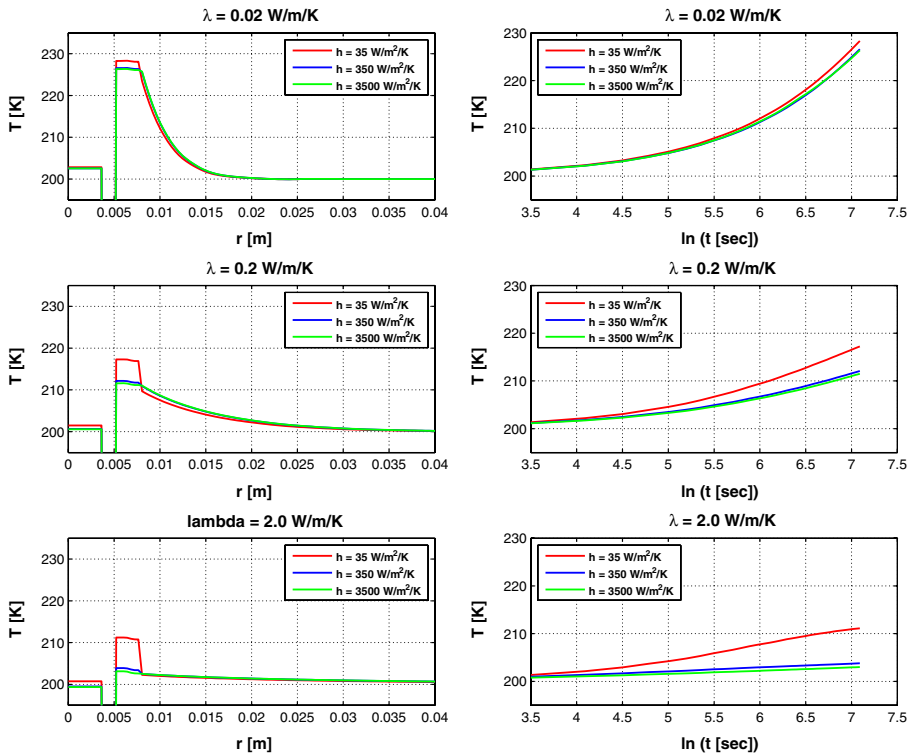 λ = 0.02 W/m/K
T [K]
230
220
210
200
h = 35 W/m²/K
h = 350 W/m²/K
h = 3500 W/m²/K
0 0.005 0.01 0.015 0.02 0.025 0.03 0.035 0.04
r [m]
λ = 0.02 W/m/K
T [K]
230
220
210
200
h = 35 W/m²/K
h = 350 W/m²/K
h = 3500 W/m²/K
3.5 4 4.5 5 5.5 6 6.5 7 7.5
ln (t [sec])
λ = 0.2 W/m/K
T [K]
230
220
210
200
h = 35 W/m²/K
h = 350 W/m²/K
h = 3500 W/m²/K
0 0.005 0.01 0.015 0.02 0.025 0.03 0.035 0.04
r [m]
λ = 0.2 W/m/K
T [K]
230
220
210
200
h = 35 W/m²/K
h = 350 W/m²/K
h = 3500 W/m²/K
3.5 4 4.5 5 5.5 6 6.5 7 7.5
ln (t [sec])
lambda = 2.0 W/m/K
T [K]
230
220
210
200
h = 35 W/m²/K
h = 350 W/m²/K
h = 3500 W/m²/K
0 0.005 0.01 0.015 0.02 0.025 0.03 0.035 0.04
r [m]
λ = 2.0 W/m/K
T [K]
230
220
210
200
h = 35 W/m²/K
h = 350 W/m²/K
h = 3500 W/m²/K
3.5 4 4.5 5 5.5 6 6.5 7 7.5
ln (t [sec])